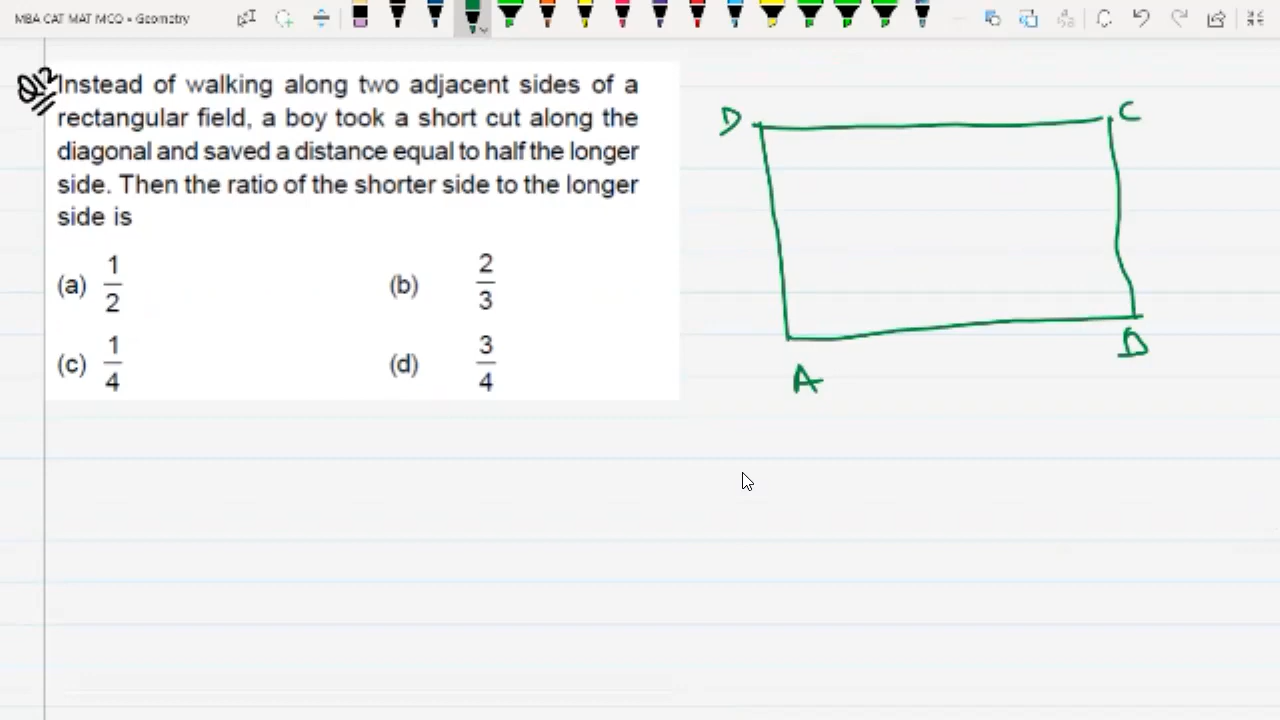 MBA CAT MAT MCQ - Geometry
Q12
Instead of walking along two adjacent sides of a
rectangular field, a boy took a short cut along the
diagonal and saved a distance equal to half the longer
side. Then the ratio of the shorter side to the longer
side is
(a) 1/2 (b) 2/3
(c) 1/4 (d) 3/4
D C
A D